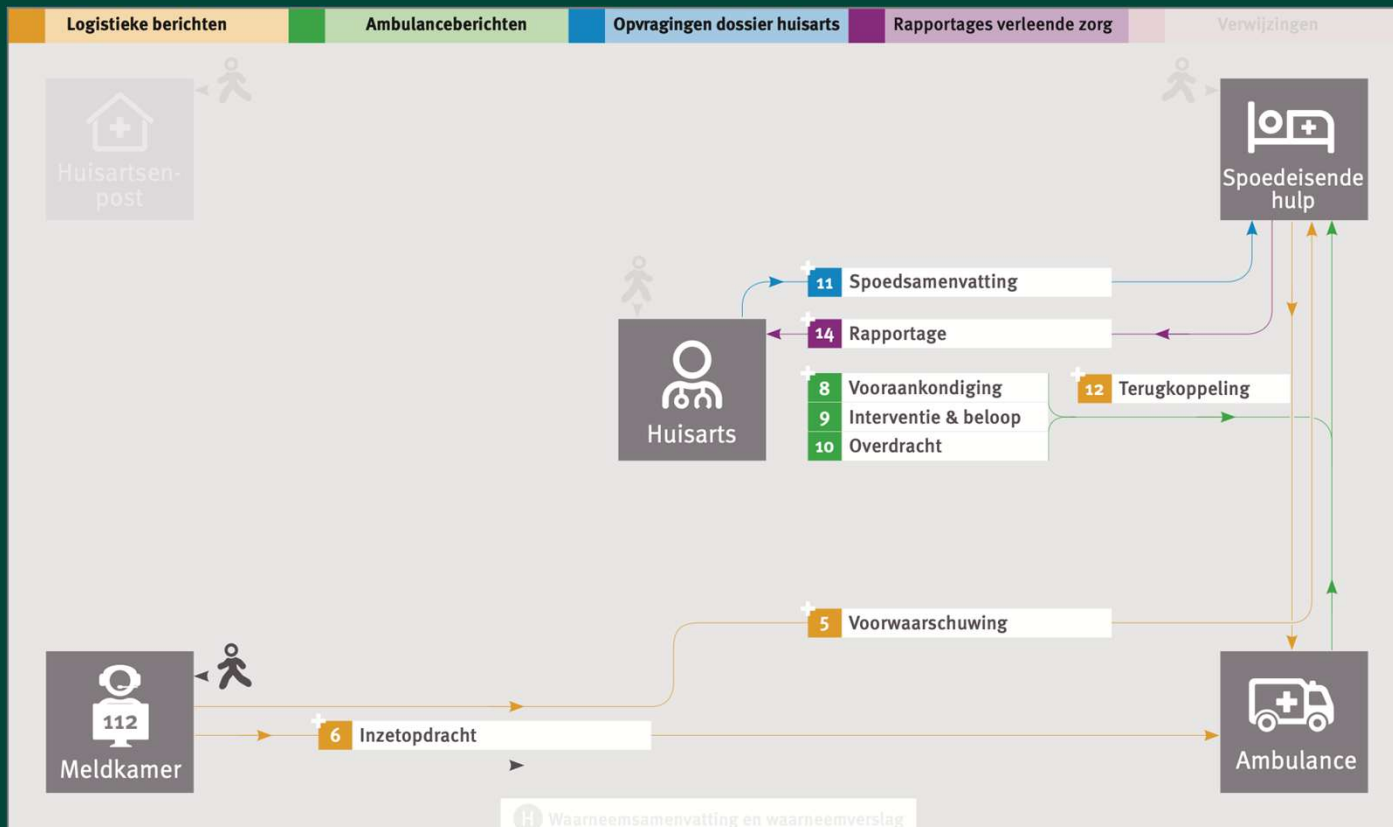 Logistieke berichten
Ambulanceberichten
Opvragingen dossier huisarts
Rapportages verleende zorg
Verwijzingen
Huisartsen-
post
Spoedeisende
hulp
11 Spoedsamenvatting
14 Rapportage
Huisarts
8 Vooraankondiging
9 Interventie & beloop
10 Overdracht
12 Terugkoppeling
5 Voorwaarschuwing
112
Meldkamer
6 Inzetopdracht
Ambulance
H Waarneemsamenvatting en waarneemverslag